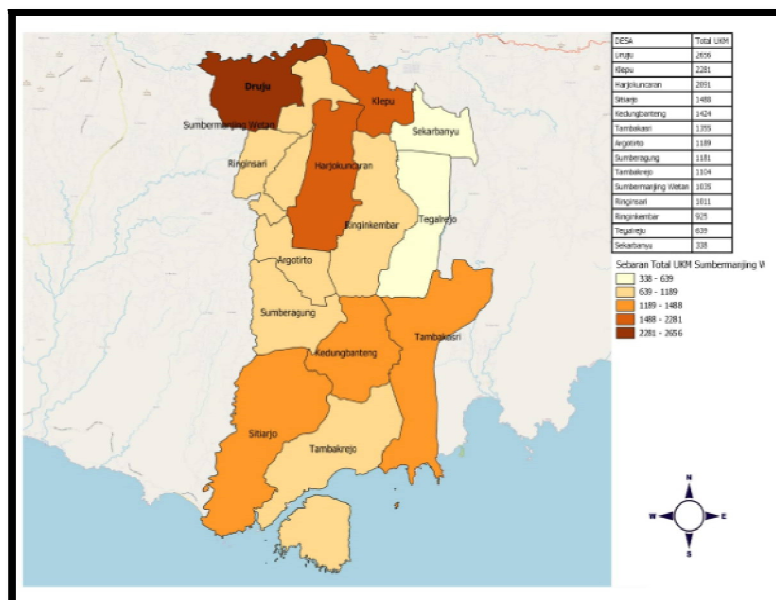 DESA Total UKM
Druju 2656
Klepu 2281
Harjokuncaran 2091
Sitiarjo 1488
Kedungbanteng 1424
Tambakasri 1355
Argotirto 1189
Sumberagung 1181
Tambakrejo 1104
Sumbermanjing Wetan 1035
Ringinsari 1011
Ringinkembar 925
Tegalrejo 639
Sekarbanyu 338
Sebaran Total UKM Sumbermanjing W
338 - 639
639 - 1189
1189 - 1488
1488 - 2281
2281 - 2656
Druju
Klepu
Sumbermanjing Wetan
Sekarbanyu
Ringinsari
Harjokuncaran
Ringinkembar
Tegalrejo
Argotirto
Sumberagung
Kedungbanteng
Tambakasri
Sitiarjo
Tambakrejo
N
W E
S